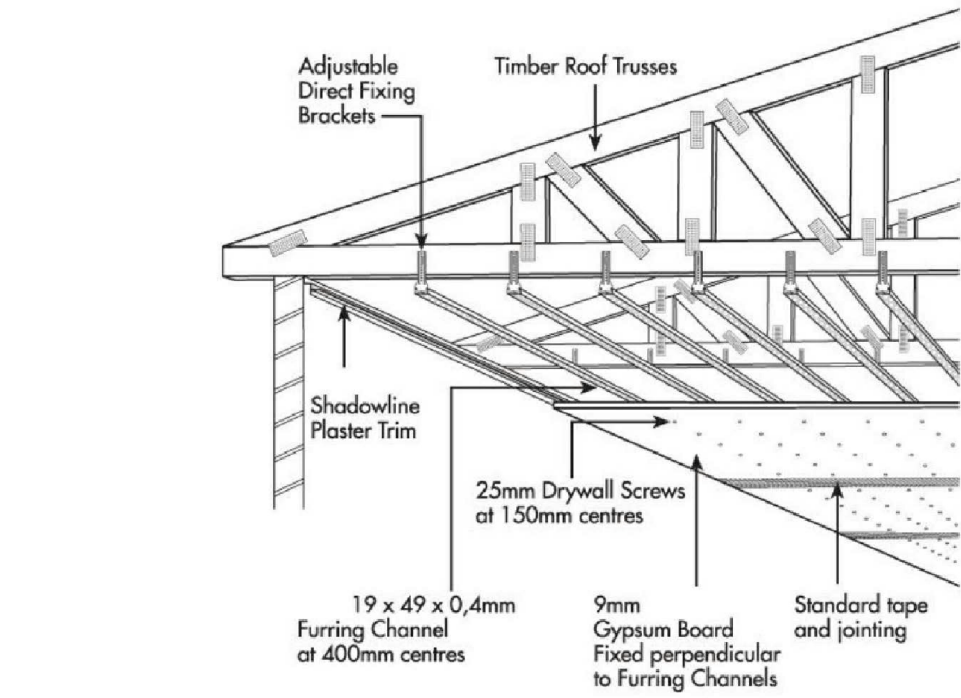 Adjustable
Direct Fixing
Brackets
Timber Roof Trusses
Shadowline
Plaster Trim
25mm Drywall Screws
at 150mm centres
19 x 49 x 0,4mm
Furring Channel
at 400mm centres
9mm
Gypsum Board
Fixed perpendicular
to Furring Channels
Standard tape
and jointing